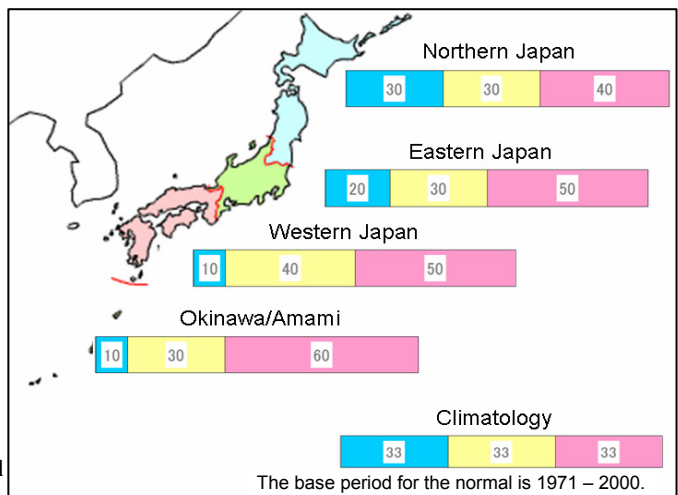 Northern Japan
30 30 40
Eastern Japan
20 30 50
Western Japan
10 40 50
Okinawa/Amami
10 30 60
Climatology
33 33 33
The base period for the normal is 1971 – 2000.